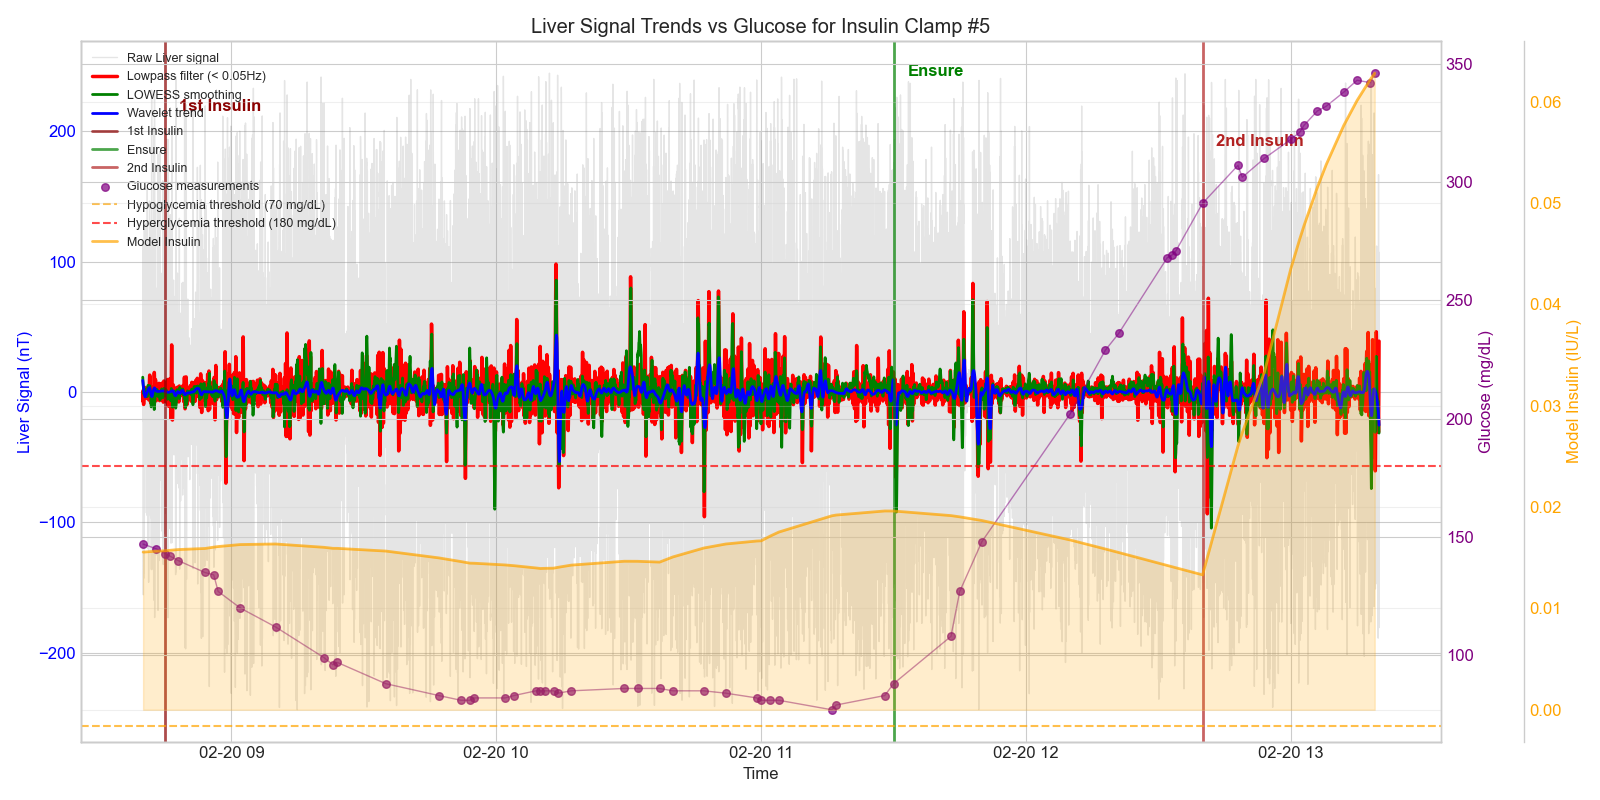 Liver Signal Trends vs Glucose for Insulin Clamp #5
Raw Liver signal
Lowpass filter (< 0.05Hz)
LOWESS smoothing
Wavelet trend
1st Insulin
Ensure
2nd Insulin
Glucose measurements
Hypoglycemia threshold (70 mg/dL)
Hyperglycemia threshold (180 mg/dL)
Model Insulin
1st Insulin
Ensure
2nd Insulin
Liver Signal (nT)
200
100
0
−100
−200
02-20 09
02-20 10
02-20 11
02-20 12
02-20 13
Time
350
300
250
200
150
100
Glucose (mg/dL)
0.06
0.05
0.04
0.03
0.02
0.01
0.00
Model Insulin (IU/L)